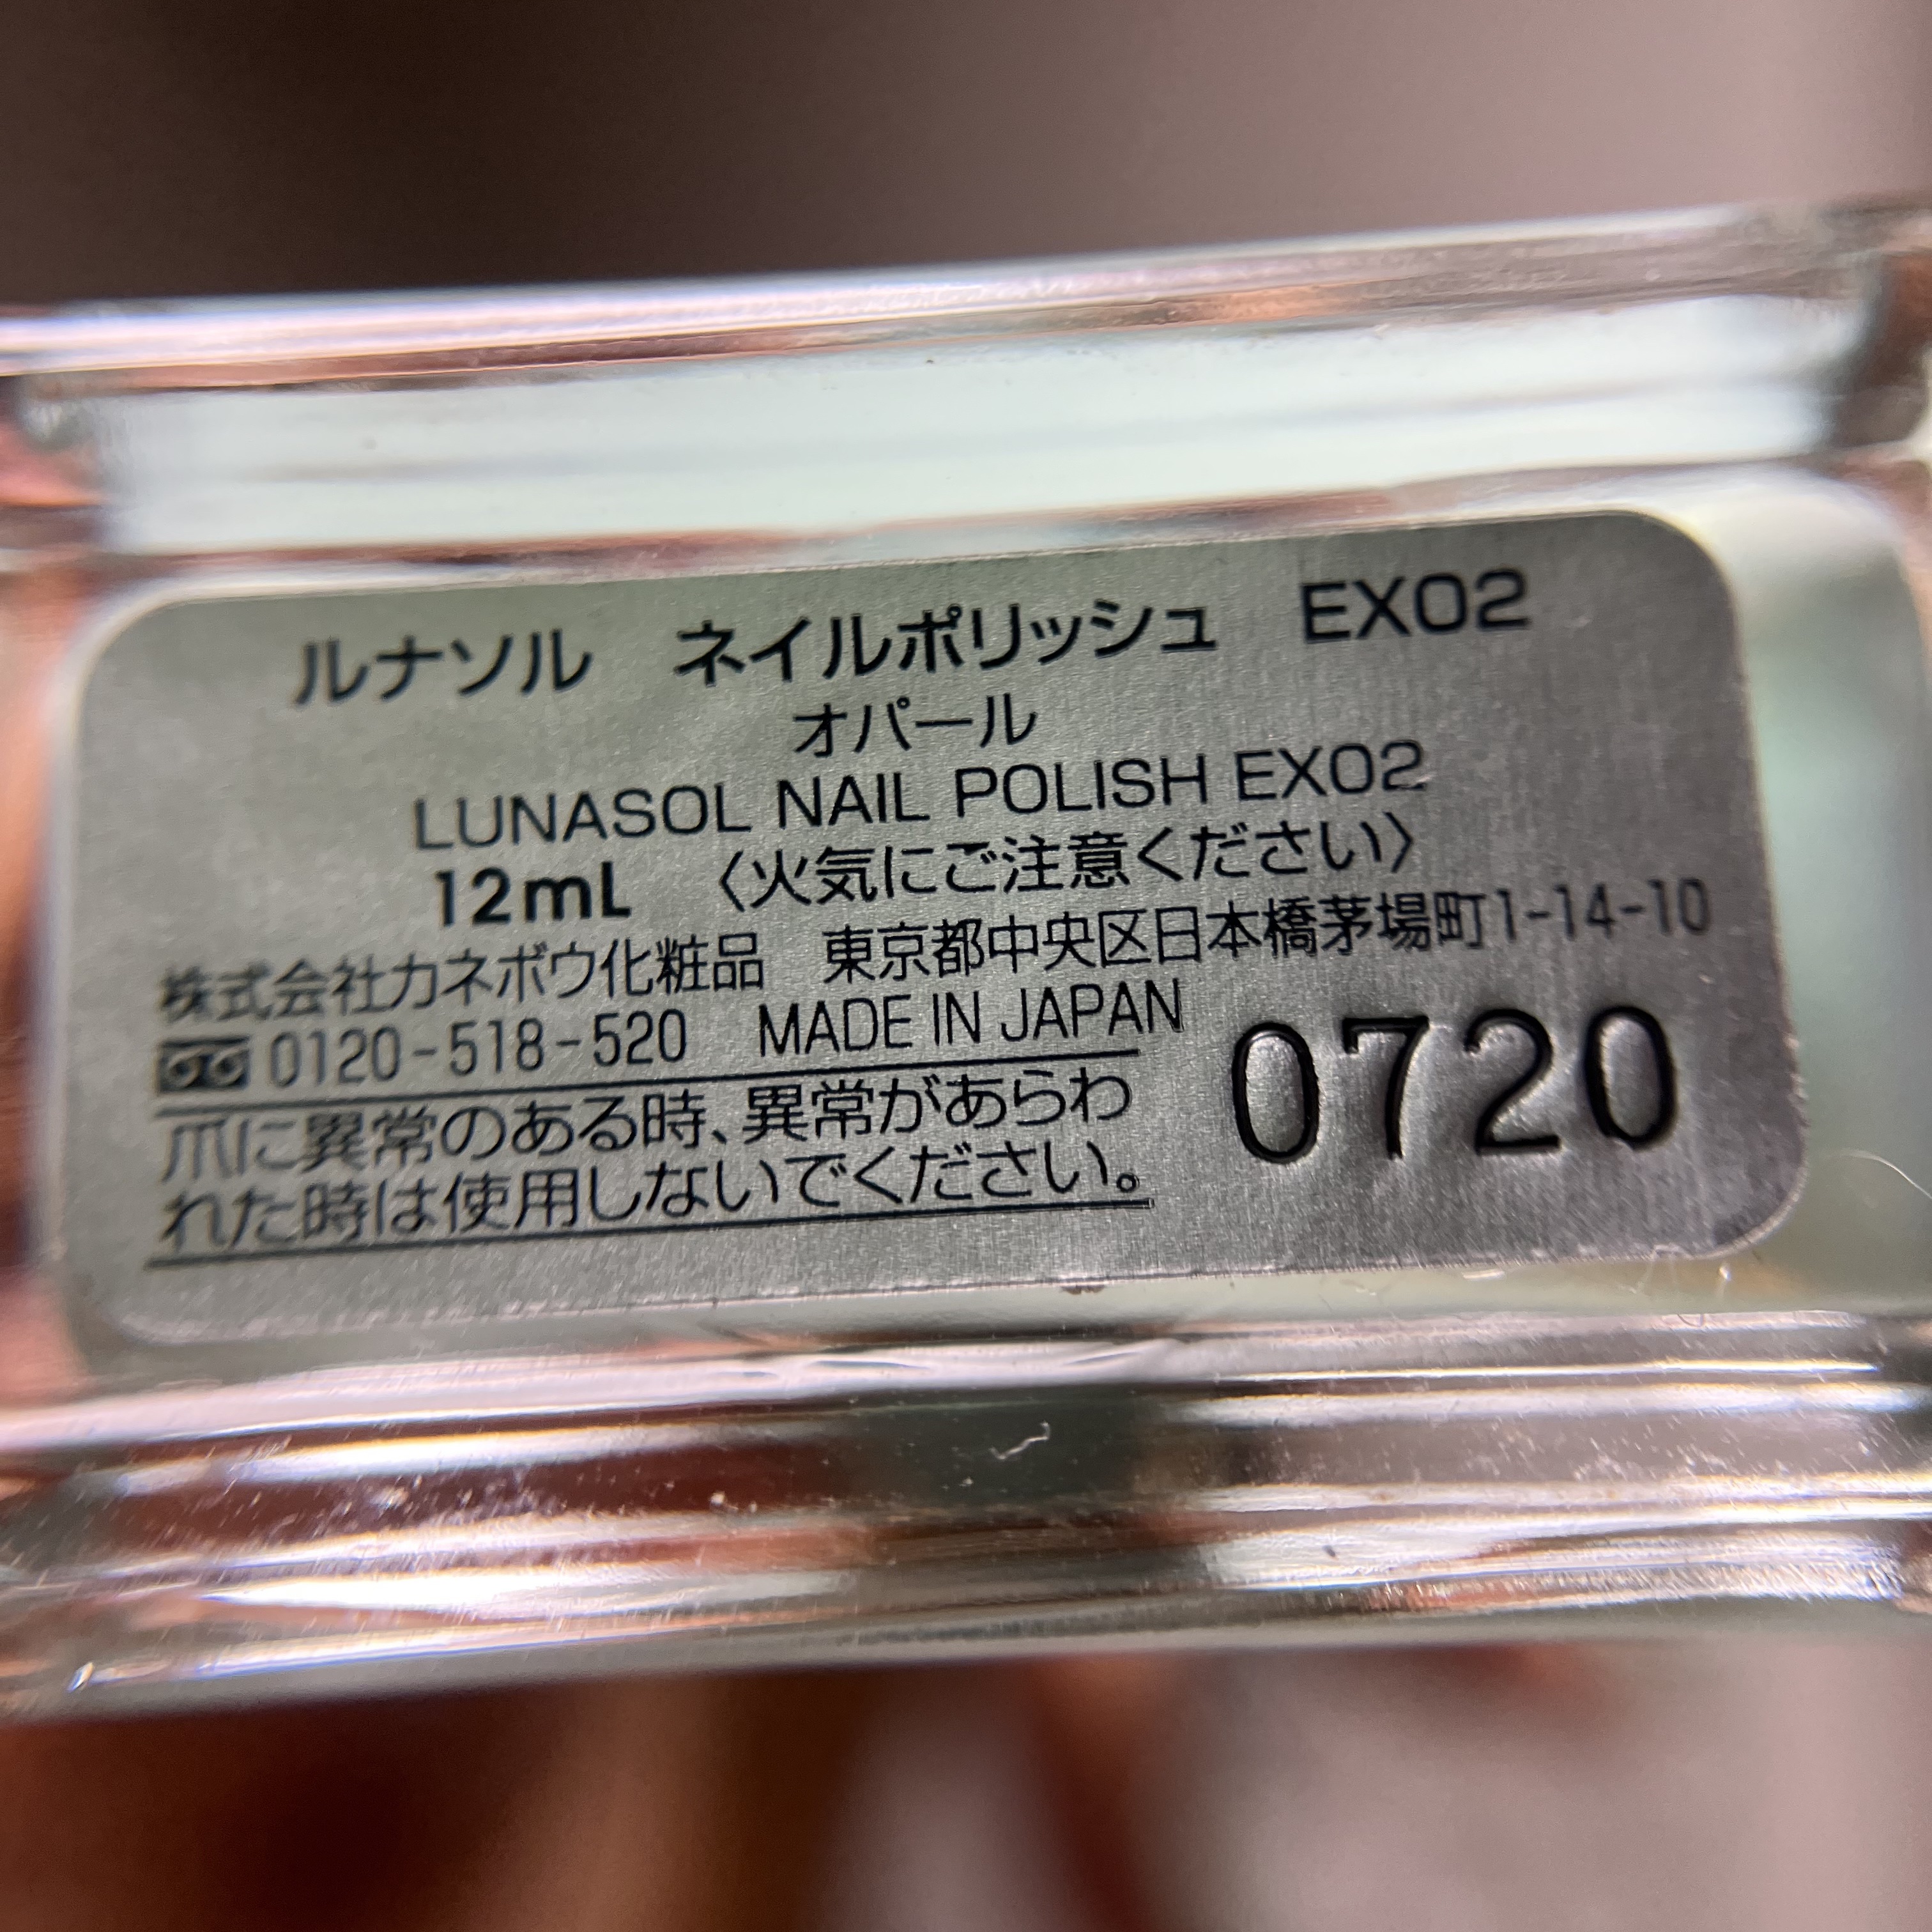 ルナソル　ネイルポリッシュ　EX02
オパール
LUNASOL NAIL POLISH EX02
12mL　〈火気にご注意ください〉
株式会社カネボウ化粧品　東京都中央区日本橋茅場町1-14-10
0120-518-520　MADE IN JAPAN
爪に異常のある時、異常があらわ
れた時は使用しないでください。
0720